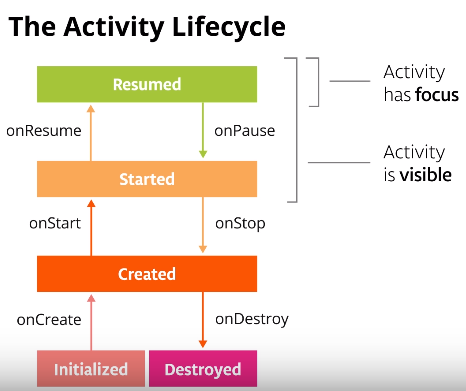 The Activity Lifecycle
Resumed
Activity
has focus
onResume
onPause
Activity
is visible
Started
onStart
onStop
Created
onCreate
onDestroy
Initialized
Destroyed